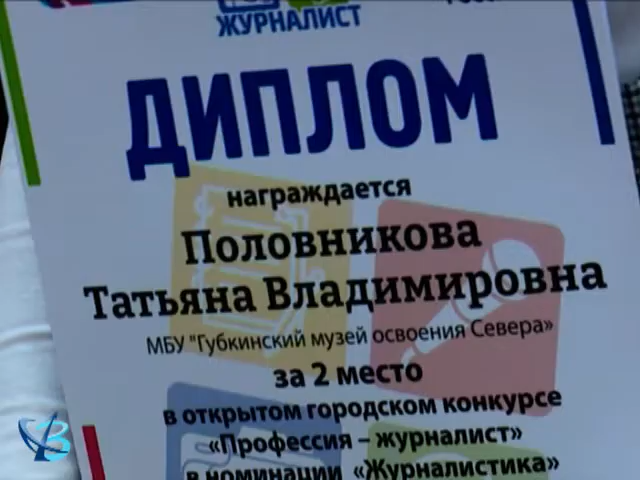 ЖУРНАЛИСТ
ДИПЛОМ
награждается
Половникова
Татьяна Владимировна
МБУ "Губкинский музей освоения Севера»
за 2 место
в открытом городском конкурсе
«Профессия – журналист»
в номинации «Журналистика»